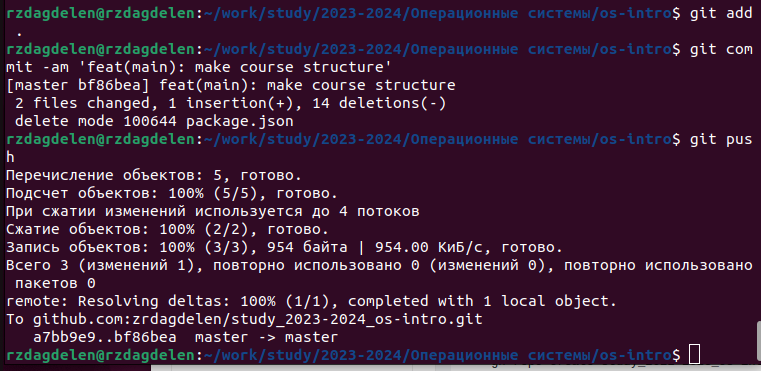 rzdagdelen@rzdagdelen:~/work/study/2023-2024/Операционные системы/os-intro$ git add
 .
rzdagdelen@rzdagdelen:~/work/study/2023-2024/Операционные системы/os-intro$ git com
mit -am 'feat(main): make course structure'
[master bf86bea] feat(main): make course structure
 2 files changed, 1 insertion(+), 14 deletions(-)
 delete mode 100644 package.json
rzdagdelen@rzdagdelen:~/work/study/2023-2024/Операционные системы/os-intro$ git pus
h
Перечисление объектов: 5, готово.
Подсчет объектов: 100% (5/5), готово.
При сжатии изменений используется до 4 потоков
Сжатие объектов: 100% (2/2), готово.
Запись объектов: 100% (3/3), 954 байта | 954.00 КиБ/с, готово.
Всего 3 (изменений 1), повторно использовано 0 (изменений 0), повторно использовано
 пакетов 0
remote: Resolving deltas: 100% (1/1), completed with 1 local object.
To github.com:zrdagdelen/study_2023-2024_os-intro.git
   a7bb9e9..bf86bea  master -> master
rzdagdelen@rzdagdelen:~/work/study/2023-2024/Операционные системы/os-intro$